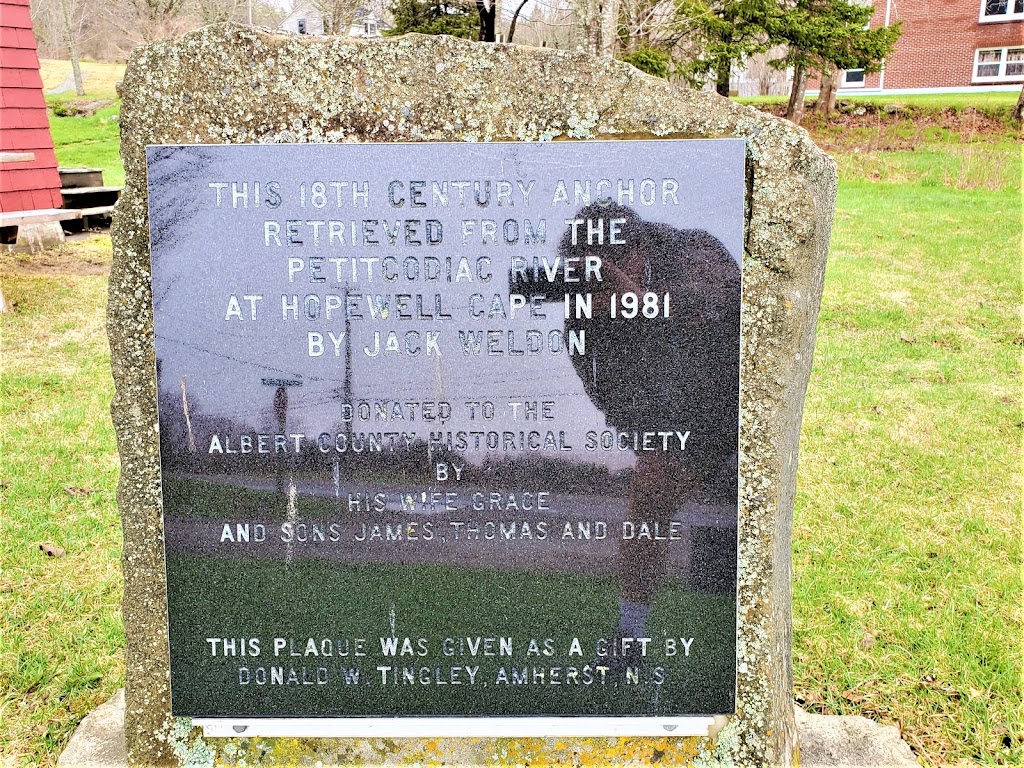 THIS 18TH CENTURY ANCHOR
RETRIEVED FROM THE
PETITCODIAC RIVER
AT HOPEWELL CAPE IN 1981
BY JACK WELDON
DONATED TO THE
ALBERT COUNTY HISTORICAL SOCIETY
BY
HIS WIFE GRACE
AND SONS JAMES, THOMAS AND DALE
THIS PLAQUE WAS GIVEN AS A GIFT BY
DONALD W. TINGLEY, AMHERST, N.S